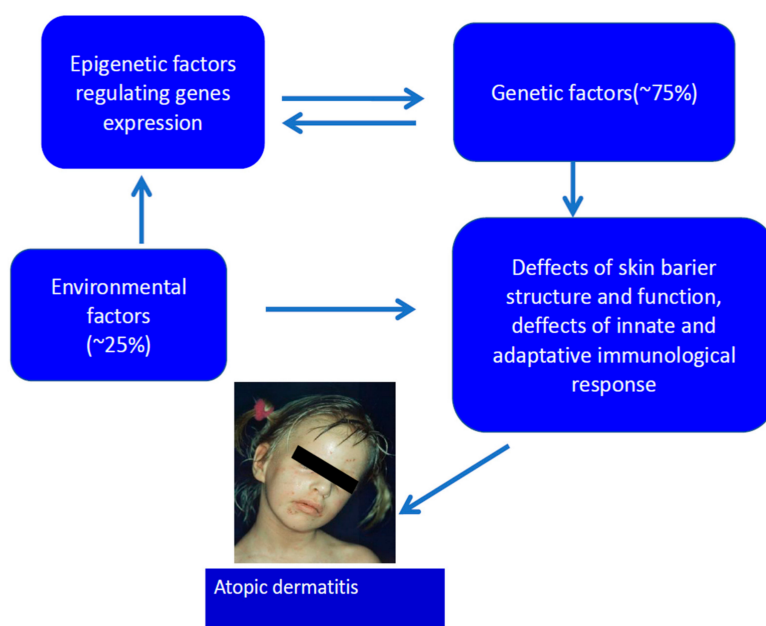 Epigenetic factors
regulating genes
expression
Genetic factors(~75%)
Environmental
factors
(~25%)
Deffects of skin barier
structure and function,
deffects of innate and
adaptative immunological
response
Atopic dermatitis